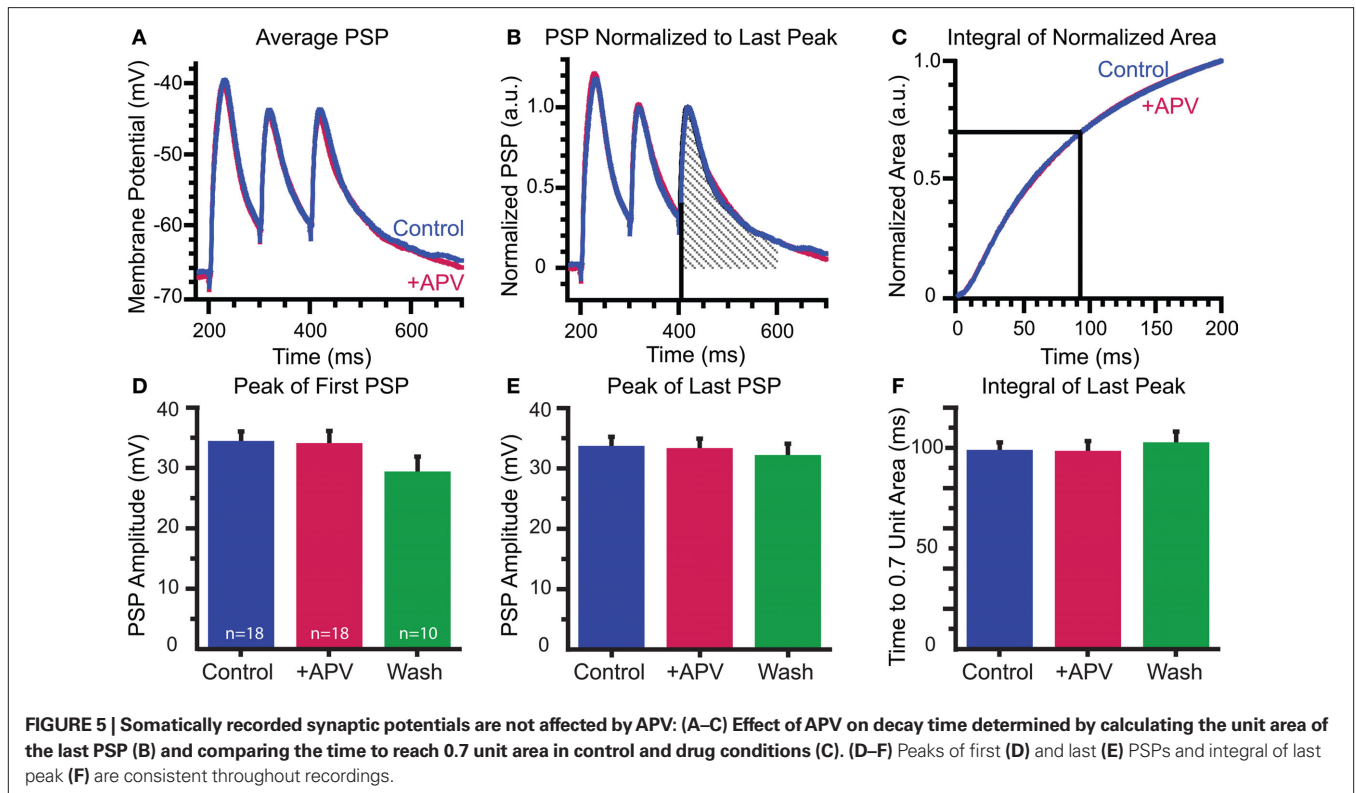 A Average PSP
Membrane Potential (mV)
-40
-50
-60
-70
Control
+APV
200 400 600
Time (ms)
B PSP Normalized to Last Peak
Normalized PSP (a.u.)
1.0
0.5
0
200 400 600
Time (ms)
C Integral of Normalized Area
Normalized Area (a.u.)
1.0
0.5
0
Control
+APV
0 50 100 150 200
Time (ms)
D Peak of First PSP
PSP Amplitude (mV)
40
30
20
10
0
n=18 n=18 n=10
Control +APV Wash
E Peak of Last PSP
PSP Amplitude (mV)
40
30
20
10
0
Control +APV Wash
F Integral of Last Peak
Time to 0.7 Unit Area (ms)
100
50
0
Control +APV Wash
FIGURE 5 | Somatically recorded synaptic potentials are not affected by APV: (A–C) Effect of APV on decay time determined by calculating the unit area of
the last PSP (B) and comparing the time to reach 0.7 unit area in control and drug conditions (C). (D–F) Peaks of first (D) and last (E) PSPs and integral of last
peak (F) are consistent throughout recordings.